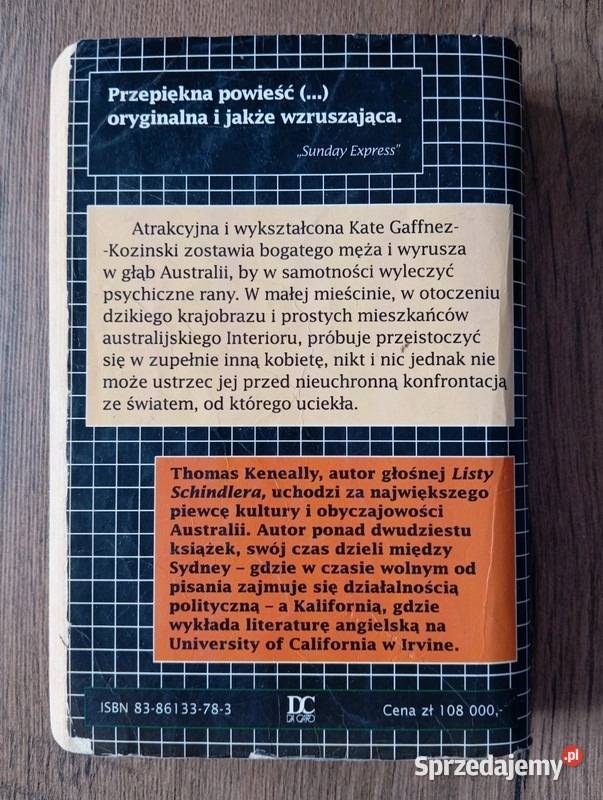 Przepiękna powieść (...)
oryginalna i jakże wzruszająca.
„Sunday Express”
Atrakcyjna i wykształcona Kate Gaffnez-
-Kozinski zostawia bogatego męża i wyrusza
w głąb Australii, by w samotności wyleczyć
psychiczne rany. W małej mieścinie, w otoczeniu
dzikiego krajobrazu i prostych mieszkańców
australijskiego Interioru, próbuje przeistoczyć
się w zupełnie inną kobietę, nikt i nic jednak nie
może ustrzec jej przed nieuchronną konfrontacją
ze światem, od którego uciekła.
Thomas Keneally, autor głośnej Listy
Schindlera, uchodzi za największego
piewcę kultury i obyczajowości
Australii. Autor ponad dwudziestu
książek, swój czas dzieli między
Sydney – gdzie w czasie wolnym od
pisania zajmuje się działalnością
polityczną – a Kalifornią, gdzie
wykłada literaturę angielską na
University of California w Irvine.
ISBN 83-86133-78-3
DC
DA CAPO
Cena zł 108 000,-
Sprzedajemy.pl